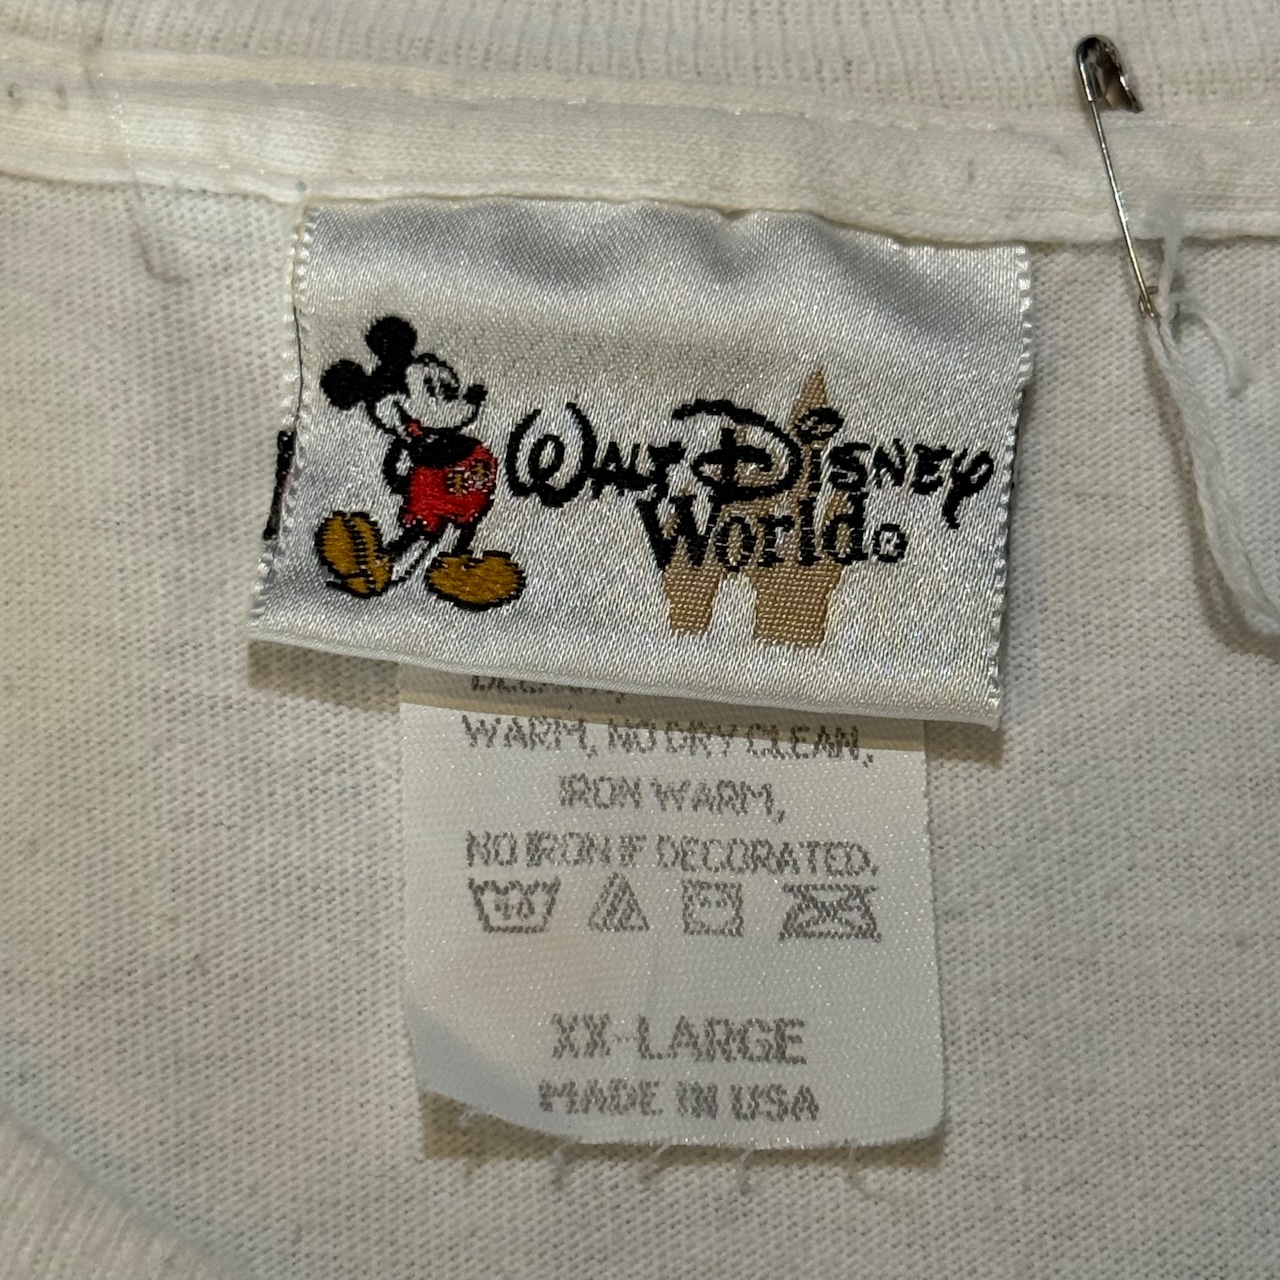 WALT DISNEY
World®
WARM, NO DRY CLEAN,
IRON WARM,
NO IRON IF DECORATED.
XX-LARGE
MADE IN USA